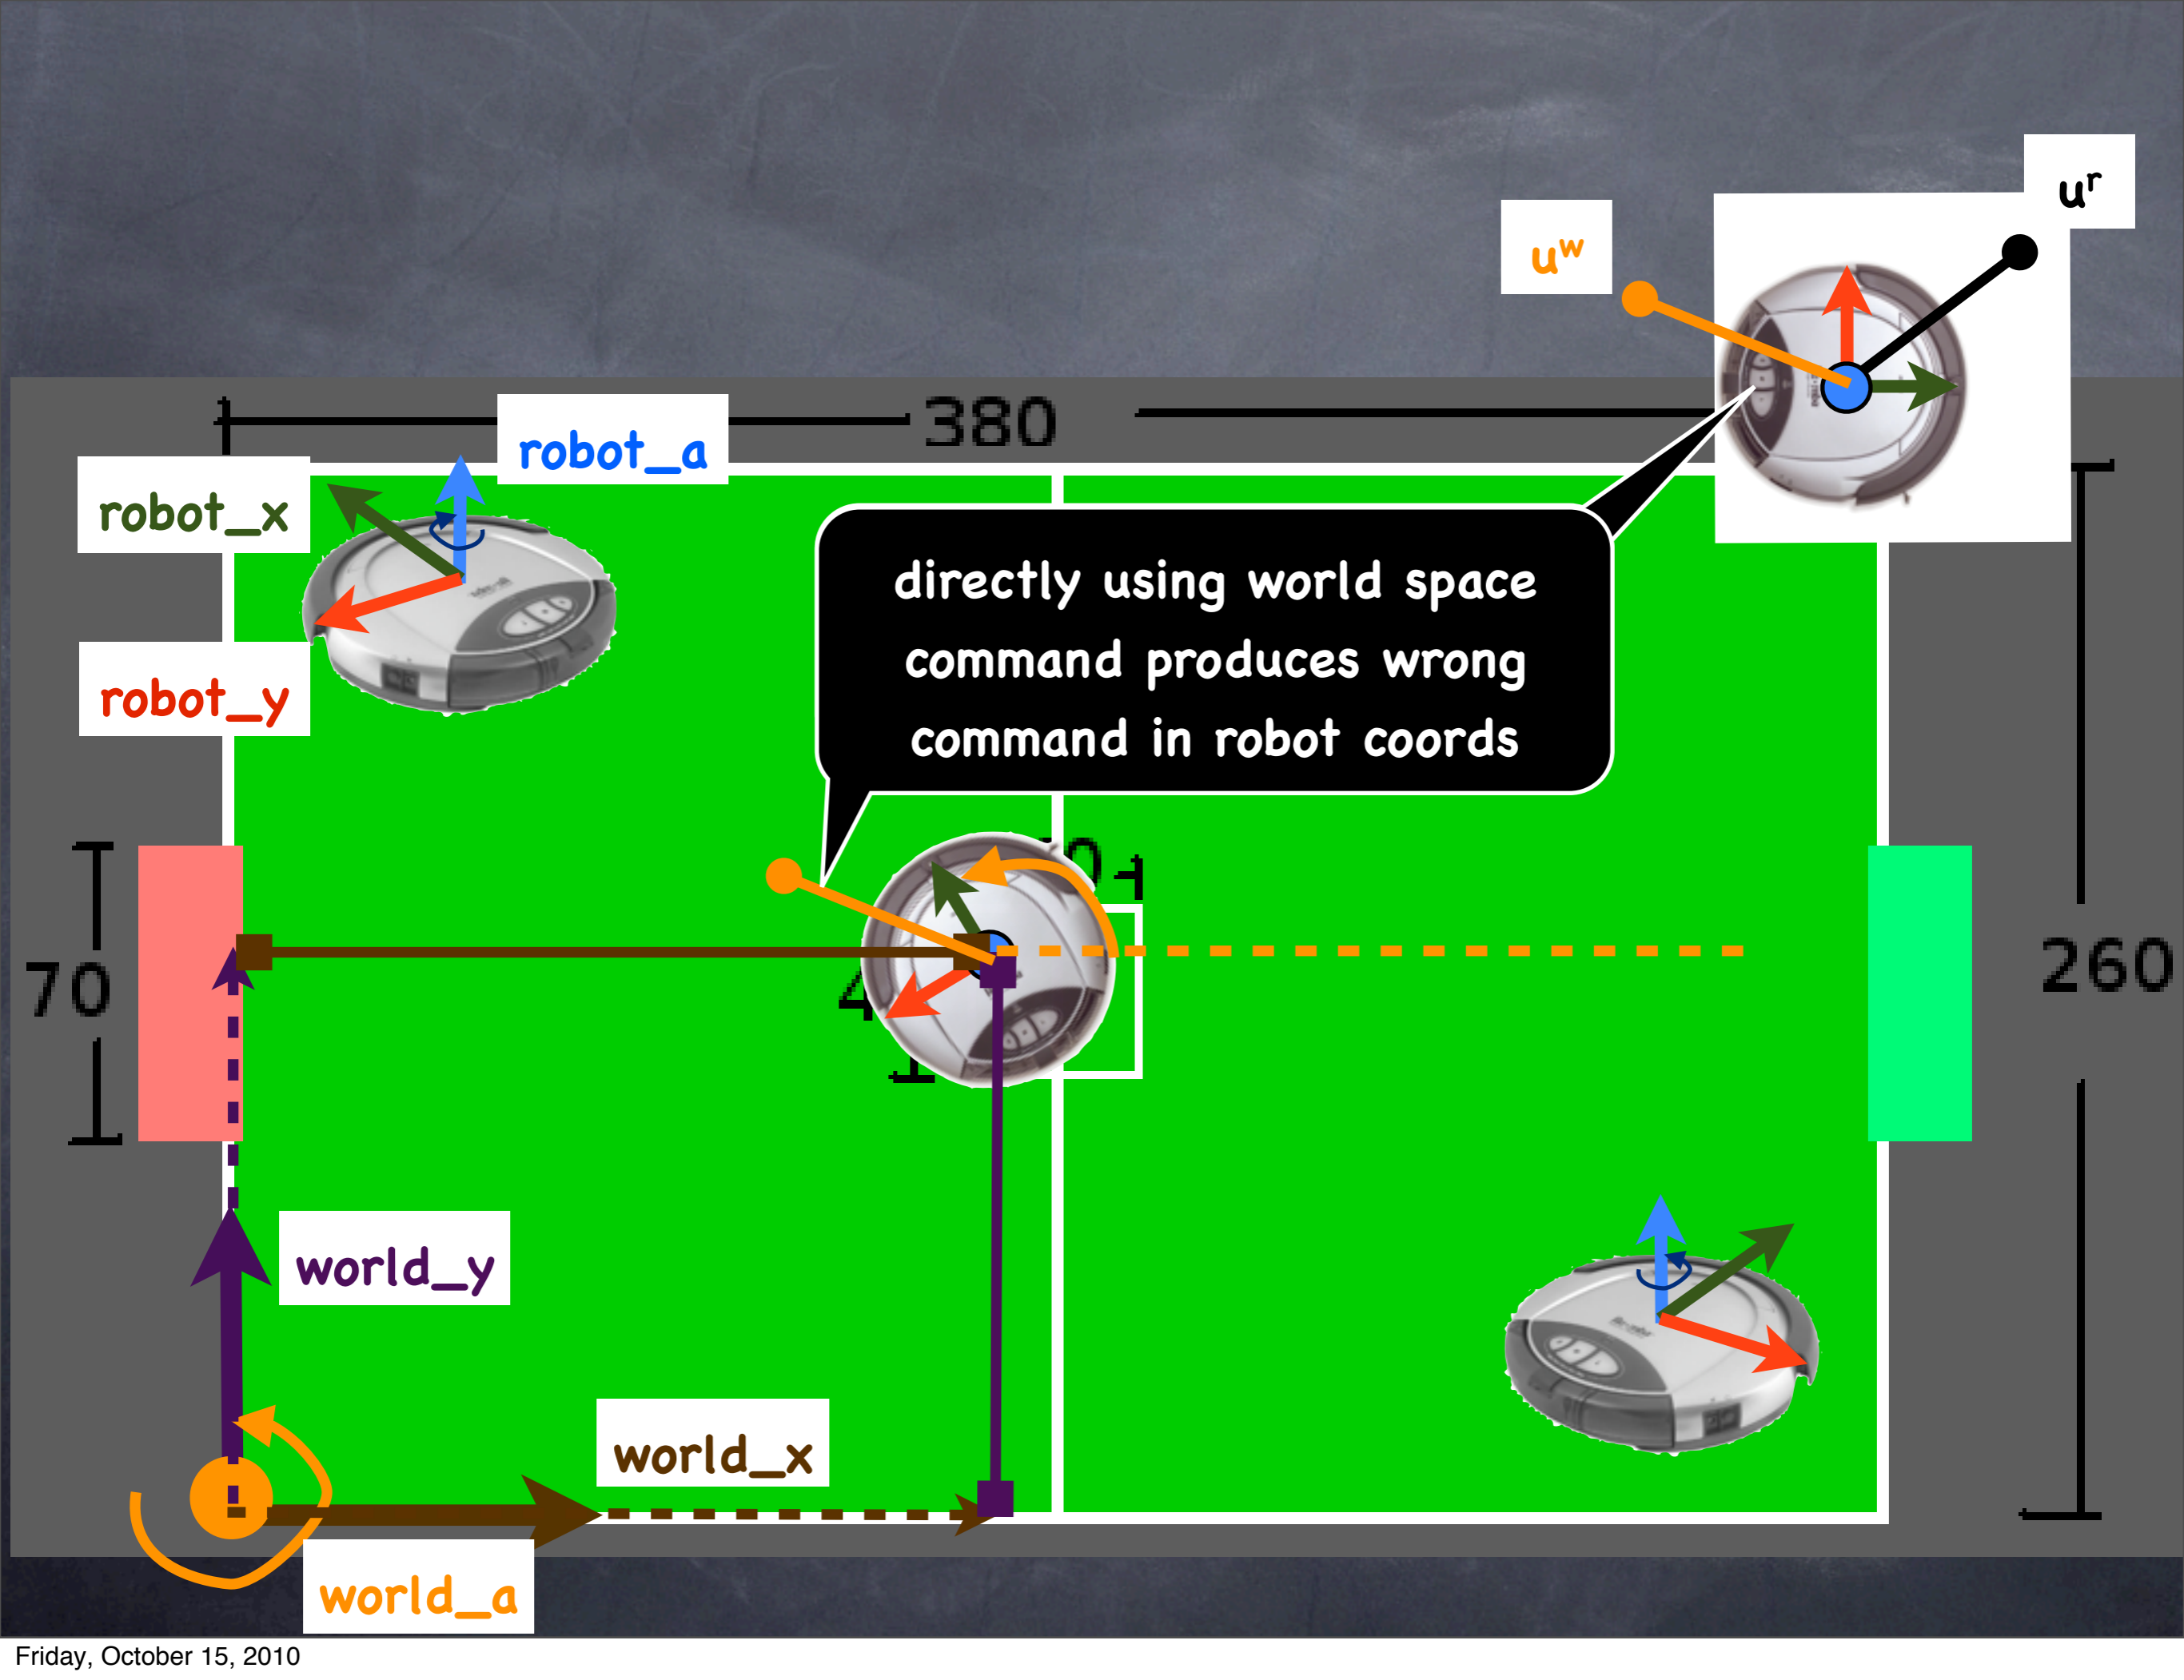 u^r
u^w
380
robot_a
robot_x
directly using world space
command produces wrong
command in robot coords
robot_y
70
260
4
world_y
world_x
world_a
Friday, October 15, 2010